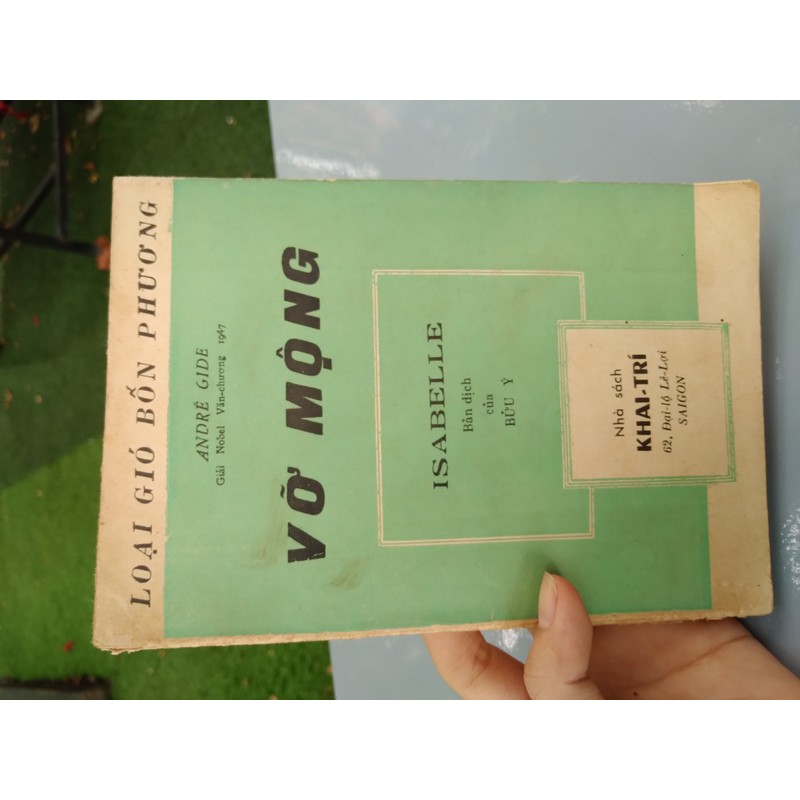 LOẠI GIÓ BỐN PHƯƠNG
ANDRÉ GIDE
Giải Nobel Văn-chương 1947
VỠ MỘNG
ISABELLE
Bản dịch
của
BỬU Ý
Nhà sách
KHAI-TRÍ
62, Đại-lộ Lê-Lợi
SAIGON